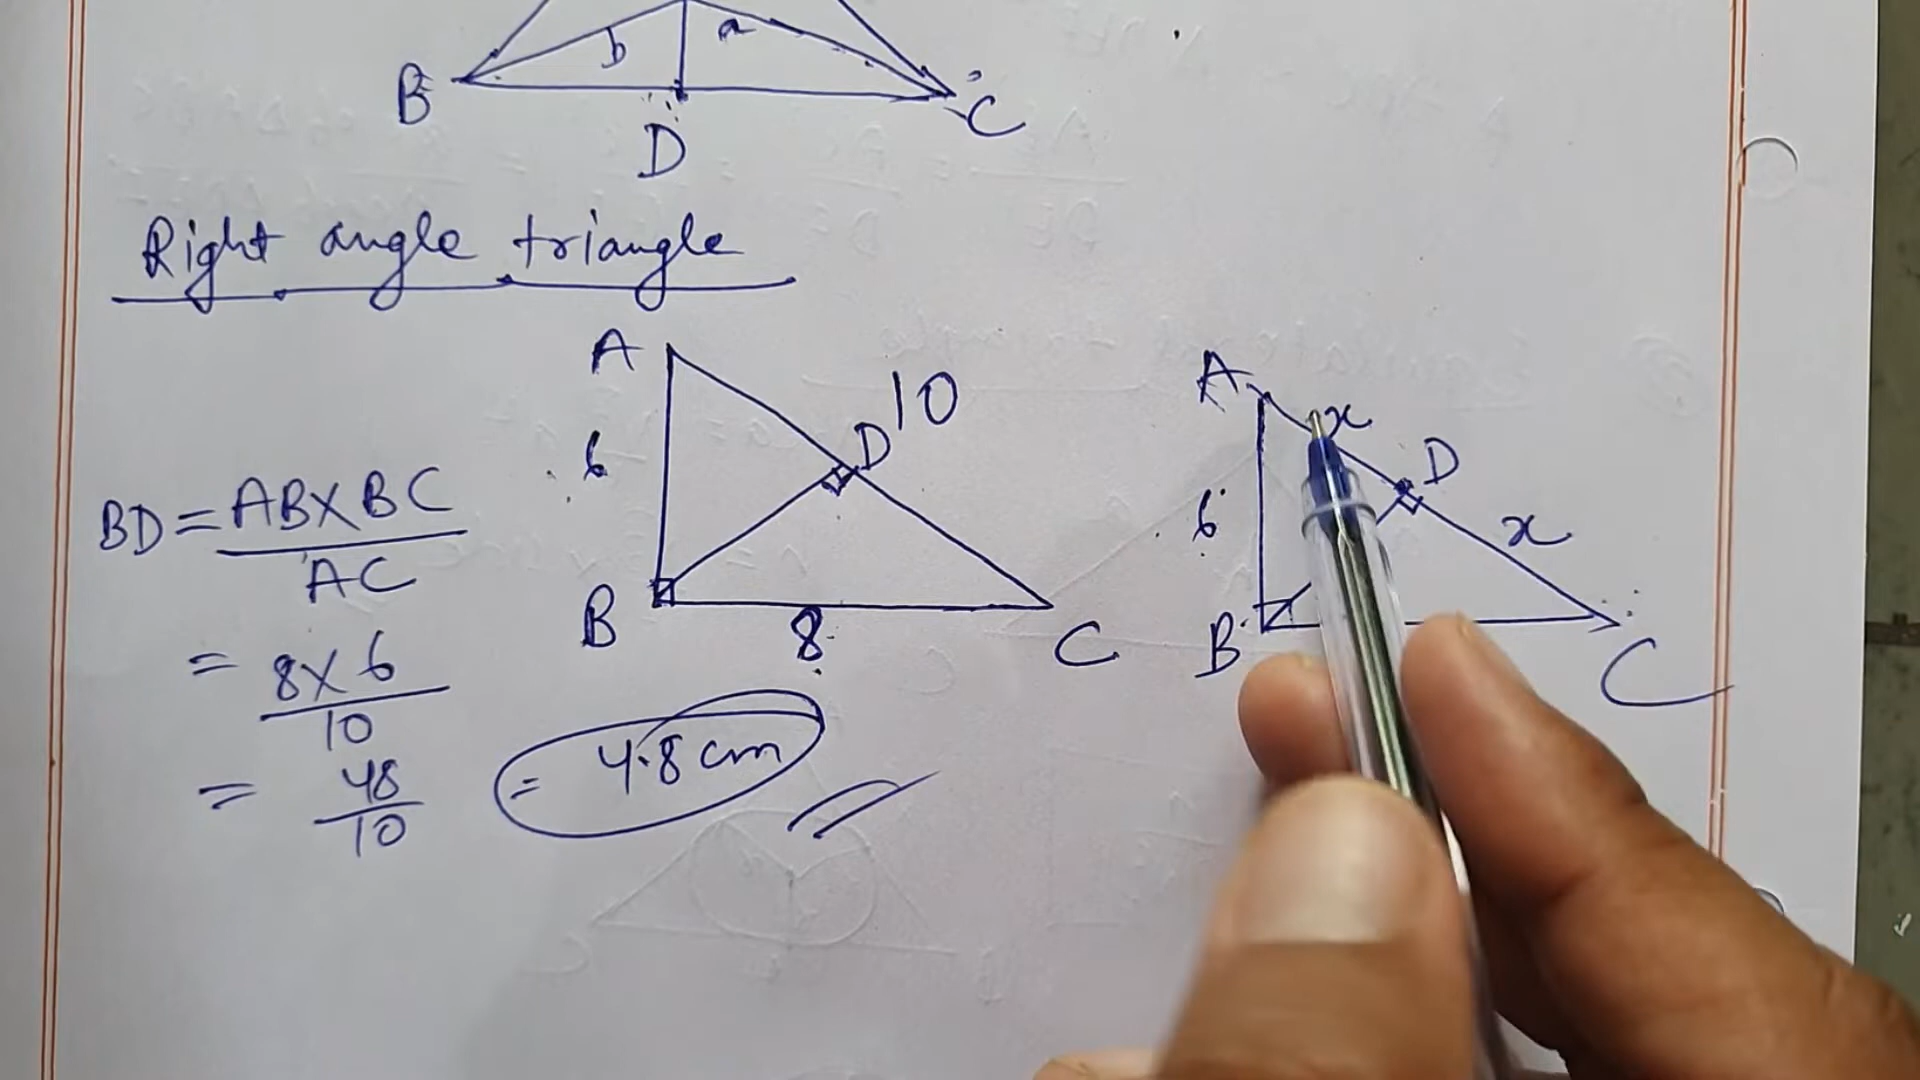 b a
B C
D
Right angle triangle
A
10
D
6
B
8
C
A
x
D
6
x
B
C
BD = AB X BC
AC
= 8 X 6
10
= 48
10
= 4.8 cm